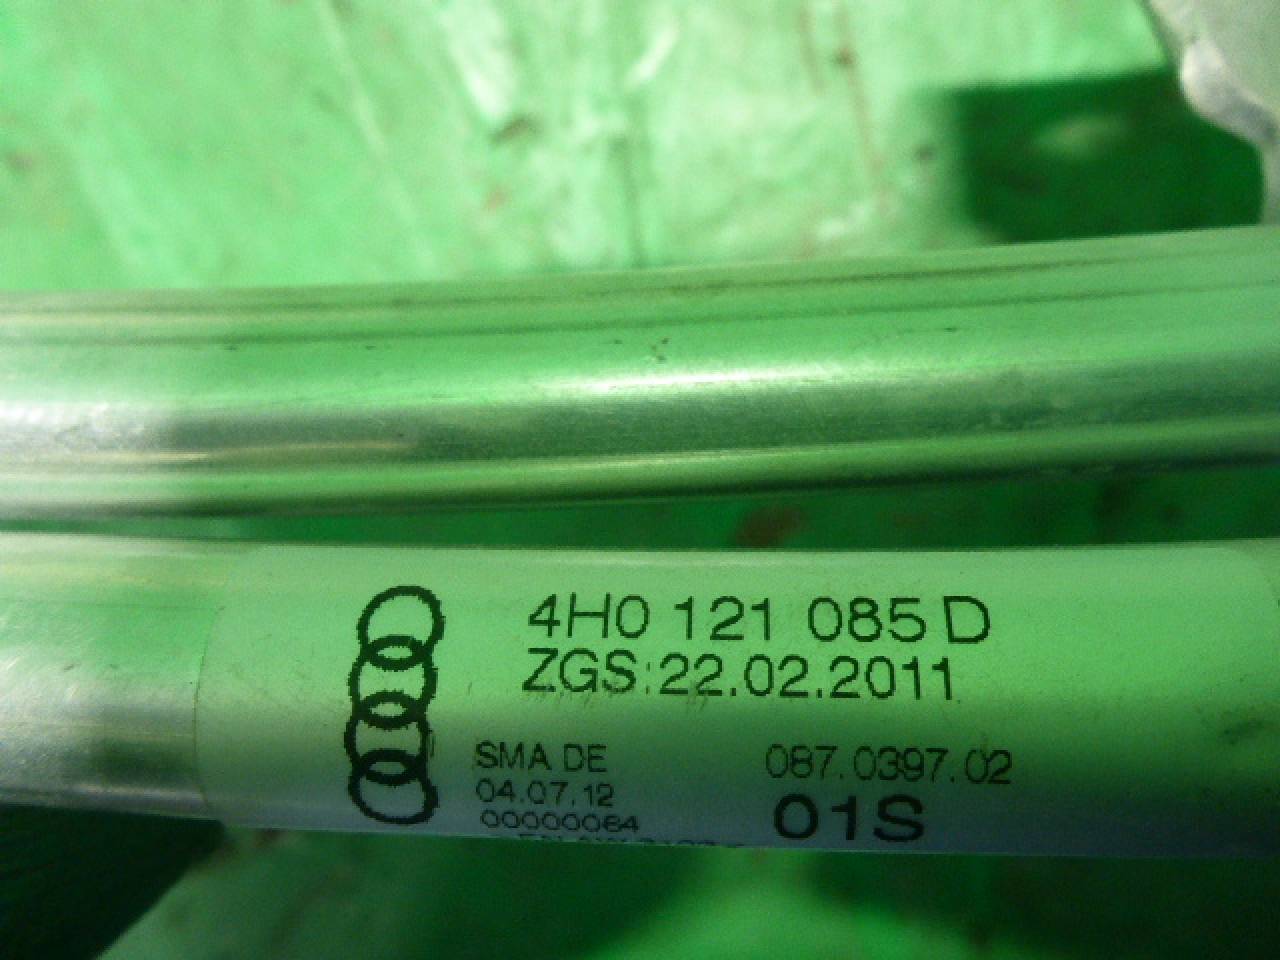 4H0 121 085 D
ZGS:22.02.2011
SMA DE 087.0397.02
04.07.12 01S
00000064